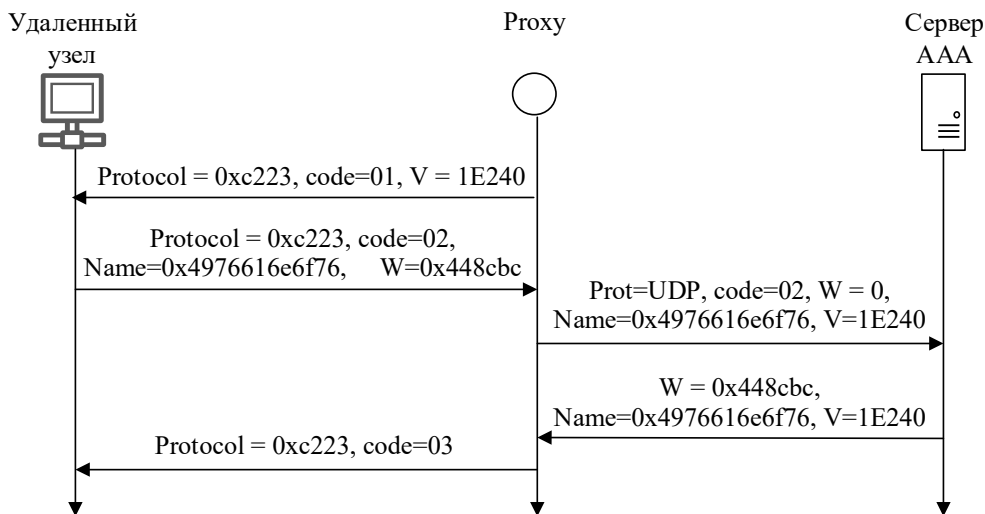 Удаленный
узел
Proxy
Сервер
ААА
Protocol = 0xc223, code=01, V = 1E240
Protocol = 0xc223, code=02,
Name=0x4976616e6f76, W=0x448cbc
Prot=UDP, code=02, W = 0,
Name=0x4976616e6f76, V=1E240
W = 0x448cbc,
Name=0x4976616e6f76, V=1E240
Protocol = 0xc223, code=03